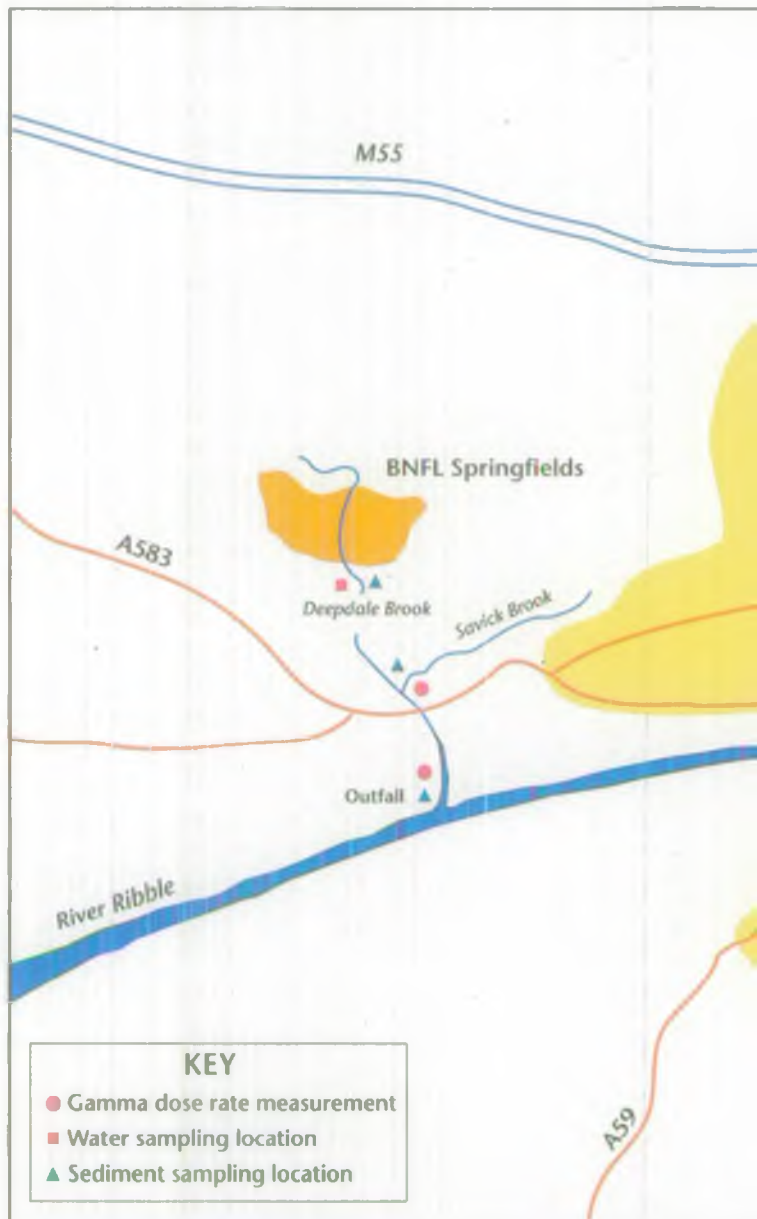 M55
BNFL Springfields
A583
Deepdale Brook
Savick Brook
Outfall
River Ribble
KEY
Gamma dose rate measurement
Water sampling location
Sediment sampling location
A59